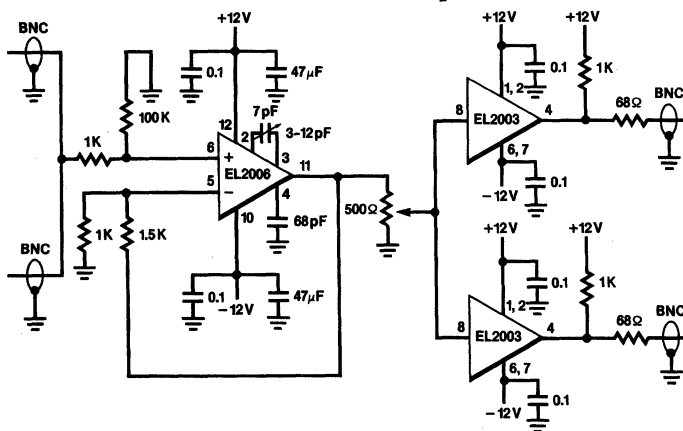 BNC
+12V
0.1
47μF
100K
7pF
3-12pF
12
2
1K
6
+
EL2006
3
11
5
−
4
10
68pF
1K
1.5K
500Ω
BNC
0.1
−12V
47μF
+12V
+12V
0.1
1K
BNC
1, 2
8
EL2003
4
68Ω
6, 7
0.1
−12V
+12V
+12V
0.1
1K
BNC
1, 2
8
EL2003
4
68Ω
6, 7
0.1
−12V